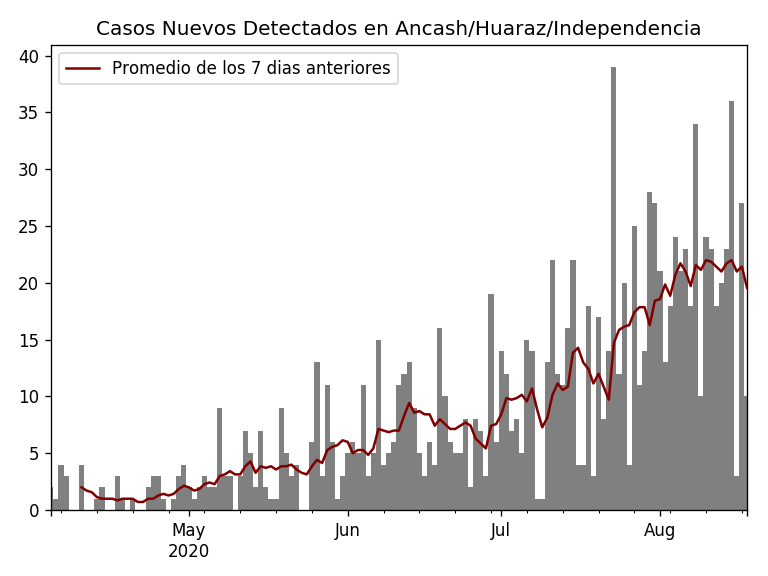 Casos Nuevos Detectados en Ancash/Huaraz/Independencia
Promedio de los 7 dias anteriores
40
35
30
25
20
15
10
5
0
May
2020
Jun
Jul
Aug